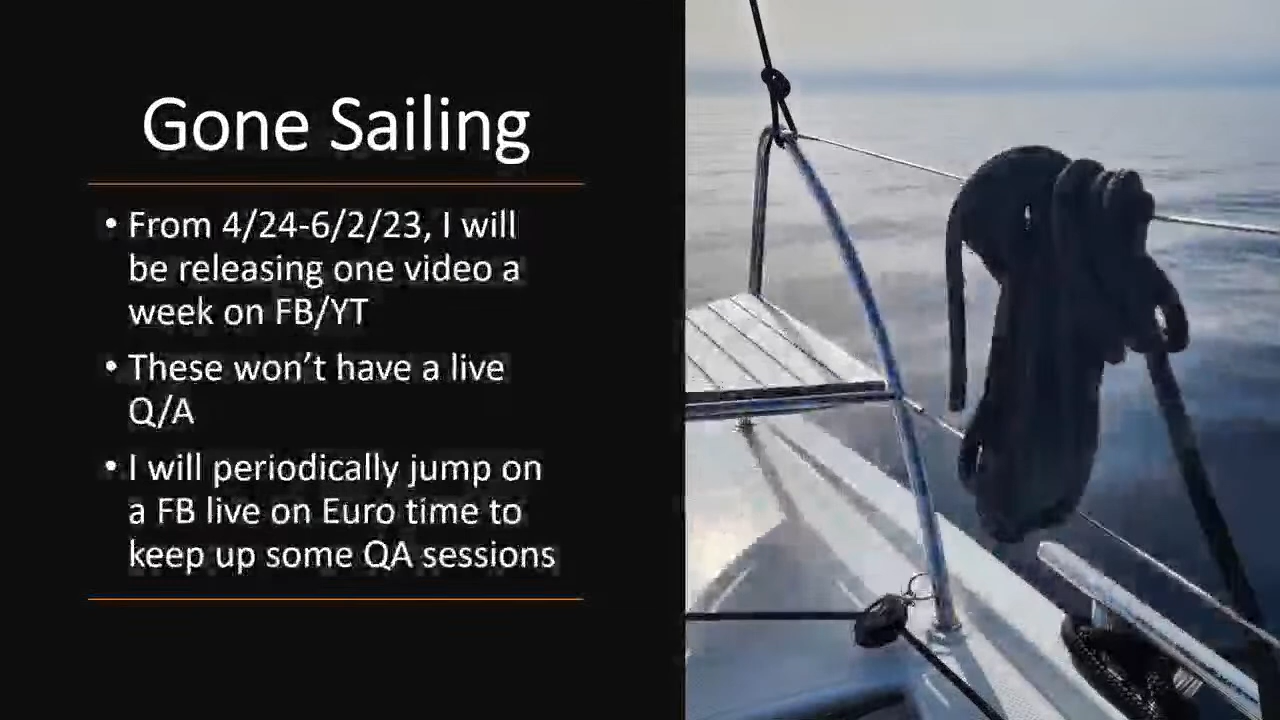 Gone Sailing
• From 4/24-6/2/23, I will
be releasing one video a
week on FB/YT
• These won’t have a live
Q/A
• I will periodically jump on
a FB live on Euro time to
keep up some QA sessions